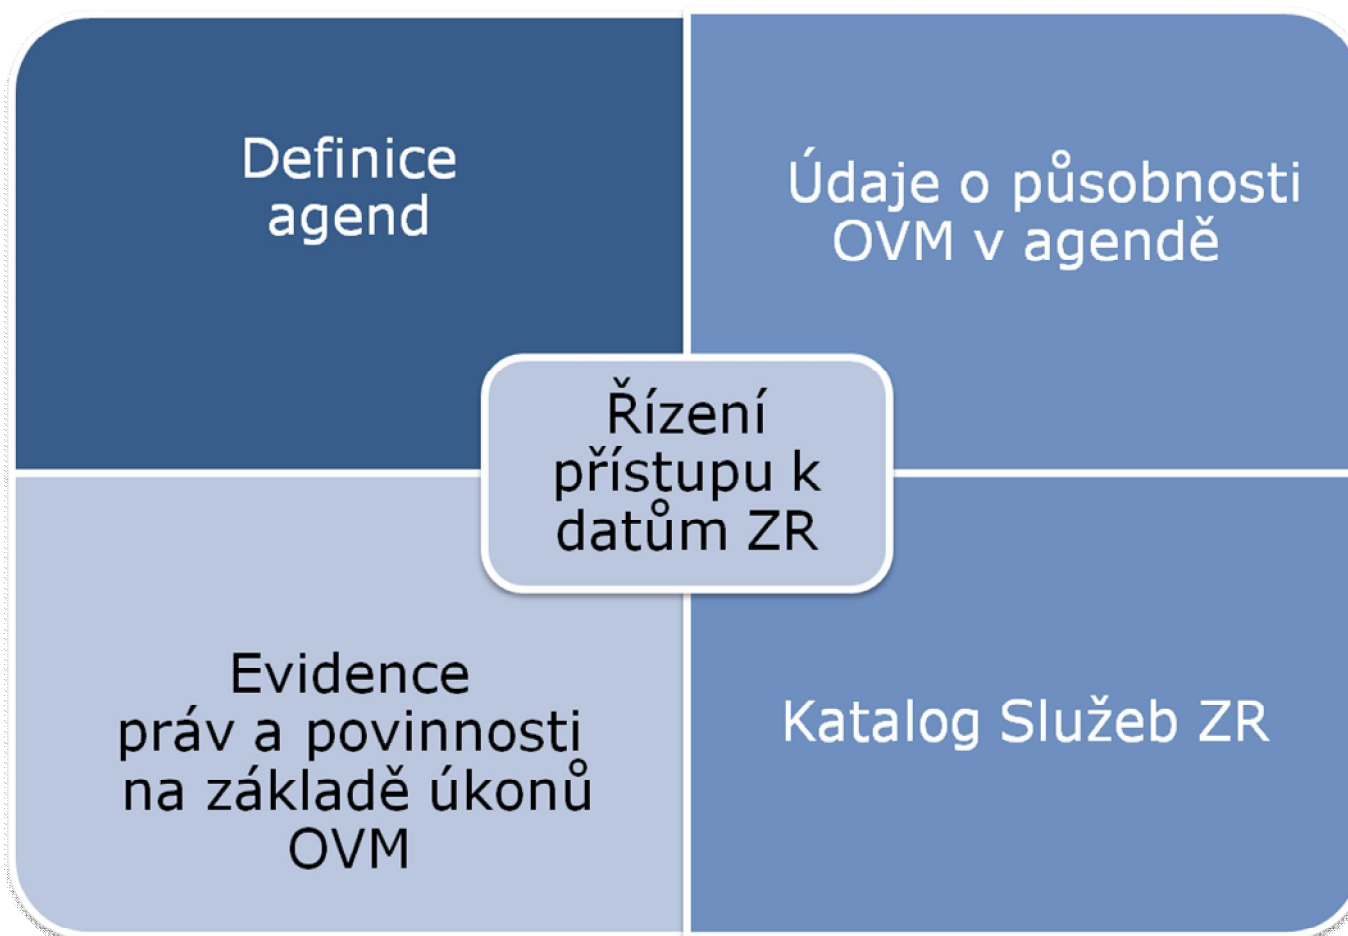 Definice
agend
Údaje o působnosti
OVM v agendě
Řízení
přístupu k
datům ZR
Evidence
práv a povinnosti
na základě úkonů
OVM
Katalog Služeb ZR